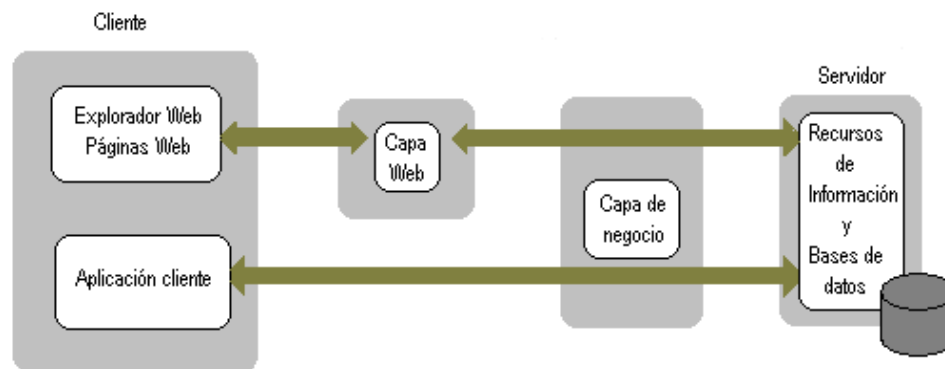 Cliente
Explorador Web
Páginas Web
Aplicación cliente
Capa
Web
Capa de
negocio
Servidor
Recursos
de
Información
y
Bases de
datos